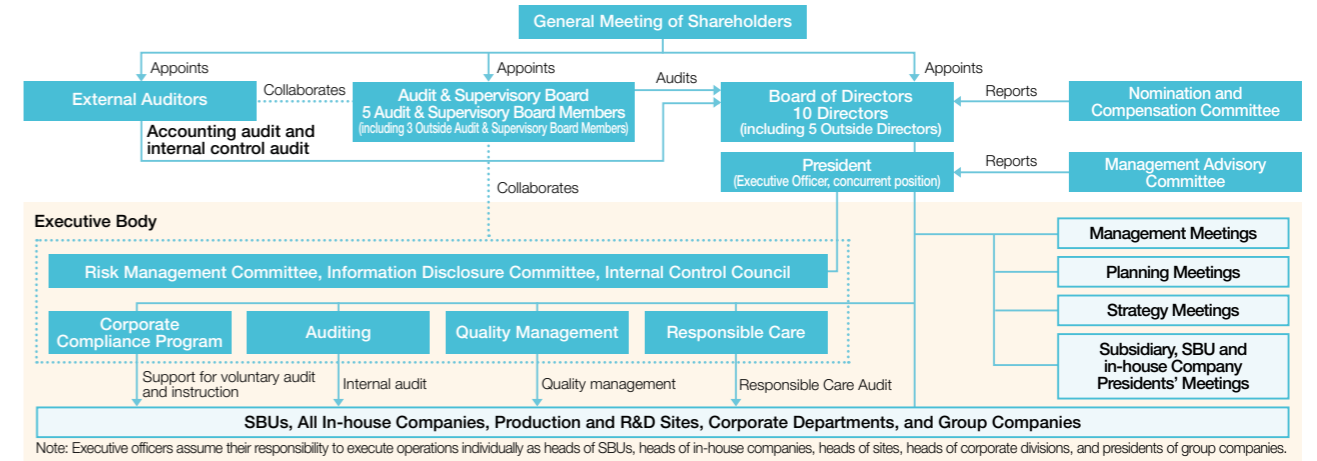 General Meeting of Shareholders
Appoints
Appoints
Appoints
External Auditors
Collaborates
Audit & Supervisory Board
5 Audit & Supervisory Board Members
(including 3 Outside Audit & Supervisory Board Members)
Audits
Board of Directors
10 Directors
(including 5 Outside Directors)
Reports
Nomination and
Compensation Committee
Accounting audit and
internal control audit
President
(Executive Officer, concurrent position)
Reports
Management Advisory
Committee
Collaborates
Executive Body
Risk Management Committee, Information Disclosure Committee, Internal Control Council
Management Meetings
Planning Meetings
Strategy Meetings
Subsidiary, SBU and
in-house Company
Presidents' Meetings
Corporate
Compliance Program
Auditing
Quality Management
Responsible Care
Support for voluntary audit
and instruction
Internal audit
Quality management
Responsible Care Audit
SBUs, All In-house Companies, Production and R&D Sites, Corporate Departments, and Group Companies
Note: Executive officers assume their responsibility to execute operations individually as heads of SBUs, heads of in-house companies, heads of sites, heads of corporate divisions, and presidents of group companies.